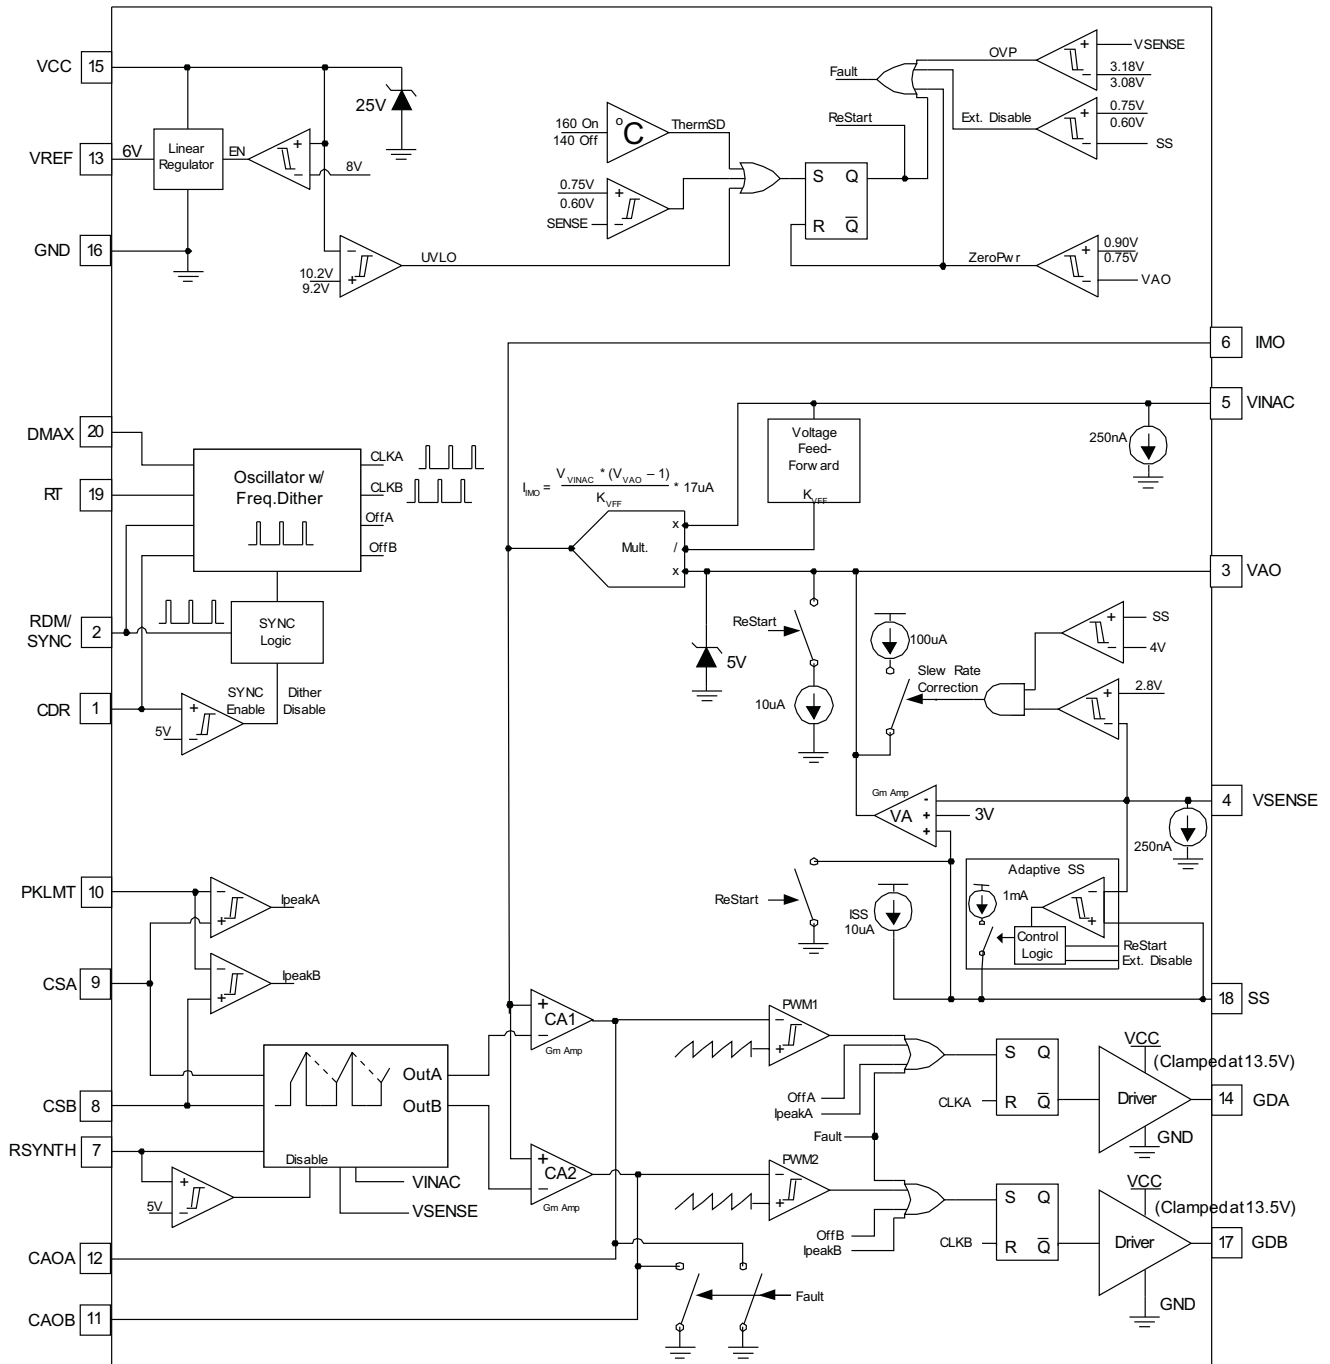 VCC
15
25V
VREF
13
6V
Linear
Regulator
EN
+
−
8V
GND
16
10.2V
9.2V
−
+
UVLO
160 On
140 Off
°C
ThermSD
0.75V
0.60V
SENSE
+
−
S Q
R Q̅
ReStart
Fault
OVP
+
−
VSENSE
3.18V
3.08V
Ext. Disable
+
−
0.75V
0.60V
SS
ZeroPwr
+
−
0.90V
0.75V
VAO
6
IMO
5
VINAC
250nA
Voltage
Feed-
Forward
K_VFF
I_IMO = V_VINAC * (V_VAO – 1) / K_VFF * 17uA
Mult.
x
/
x
3
VAO
DMAX
20
RT
19
Oscillator w/
Freq.Dither
CLKA
CLKB
OffA
OffB
RDM/
SYNC
2
SYNC
Logic
CDR
1
5V
+
−
SYNC
Enable
Dither
Disable
5V
ReStart
10uA
100uA
Slew Rate
Correction
+
−
SS
4V
+
−
2.8V
Gm Amp
VA
-
+
+
3V
4
VSENSE
250nA
Adaptive SS
1mA
−
+
Control
Logic
ReStart
Ext. Disable
ReStart
ISS
10uA
18
SS
PKLMT
10
−
+
IpeakA
−
+
IpeakB
CSA
9
CSB
8
RSYNTH
7
OutA
OutB
Disable
5V
+
−
VINAC
VSENSE
+
−
CA1
Gm Amp
+
−
CA2
Gm Amp
PWM1
−
+
OffA
IpeakA
Fault
CLKA
S Q
R Q̅
VCC
(Clamped at 13.5V)
Driver
GND
14
GDA
PWM2
−
+
OffB
IpeakB
CLKB
S Q
R Q̅
VCC
(Clamped at 13.5V)
Driver
GND
17
GDB
CAOA
12
CAOB
11
Fault